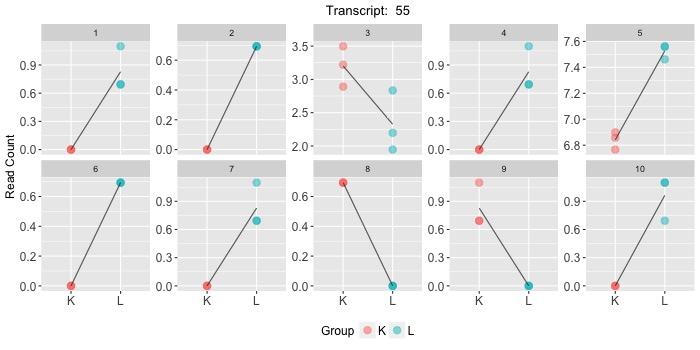 Transcript: 55
1 2 3 4 5
0.9 0.6 3.5 0.9 7.6
0.6 0.4 3.0 0.6 7.4
0.3 0.2 2.5 0.3 7.2
0.0 0.0 2.0 0.0 7.0
6.8
Read Count
6 7 8 9 10
0.6 0.9 0.6 0.9 0.9
0.4 0.6 0.4 0.6 0.6
0.2 0.3 0.2 0.3 0.3
0.0 0.0 0.0 0.0 0.0
K L K L K L K L K L
Group K L